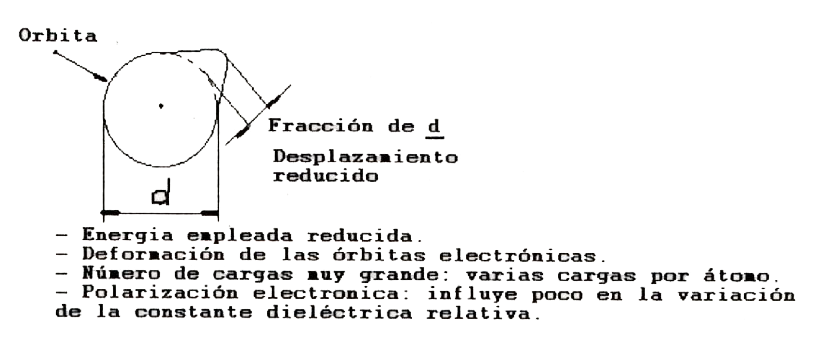 Orbita
Fracción de d
Desplazamiento
reducido
d
- Energia empleada reducida.
- Deformación de las órbitas electrónicas.
- Número de cargas muy grande: varias cargas por átomo.
- Polarización electronica: influye poco en la variación
de la constante dieléctrica relativa.